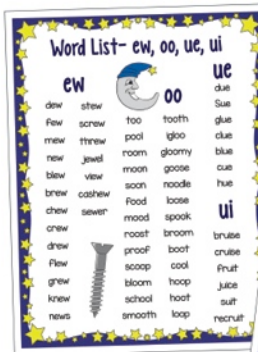 Word List- ew, oo, ue, ui
ew
dew stew
few screw
mew threw
new jewel
blew view
brew cashew
chew sewer
crew
drew
flew
grew
knew
news
oo
too tooth
pool igloo
room gloomy
moon goose
soon noodle
food loose
mood spook
roost broom
proof boot
scoop cool
bloom hoop
school hoot
smooth loop
ue
due
Sue
glue
clue
blue
cue
hue
ui
bruise
cruise
fruit
juice
suit
recruit